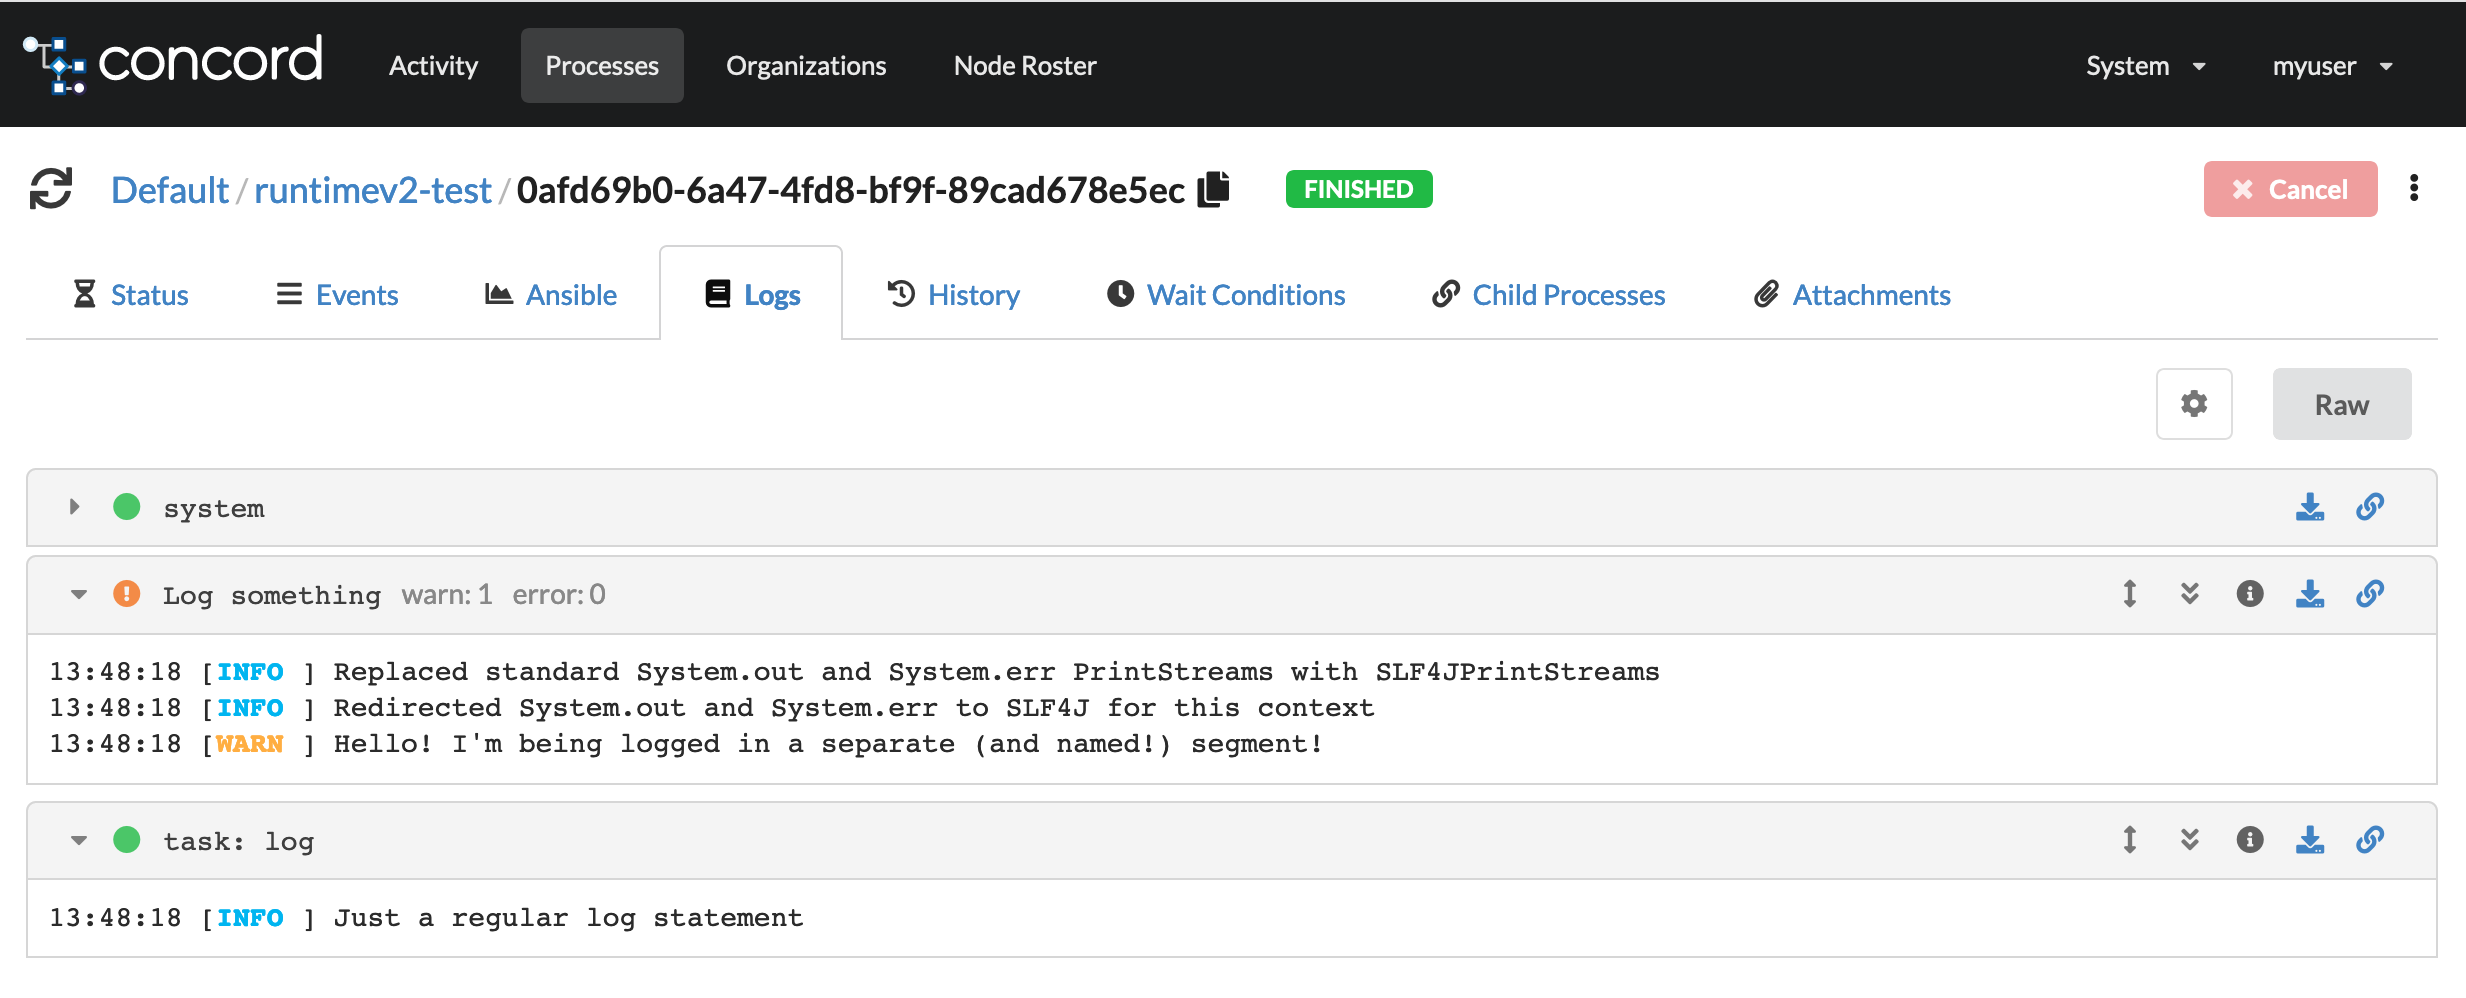 concord Activity Processes Organizations Node Roster System myuser
Default / runtimev2-test / 0afd69b0-6a47-4fd8-bf9f-89cad678e5ec FINISHED Cancel
Status Events Ansible Logs History Wait Conditions Child Processes Attachments
Raw
system
Log something warn: 1 error: 0
13:48:18 [INFO ] Replaced standard System.out and System.err PrintStreams with SLF4JPrintStreams
13:48:18 [INFO ] Redirected System.out and System.err to SLF4J for this context
13:48:18 [WARN ] Hello! I'm being logged in a separate (and named!) segment!
task: log
13:48:18 [INFO ] Just a regular log statement